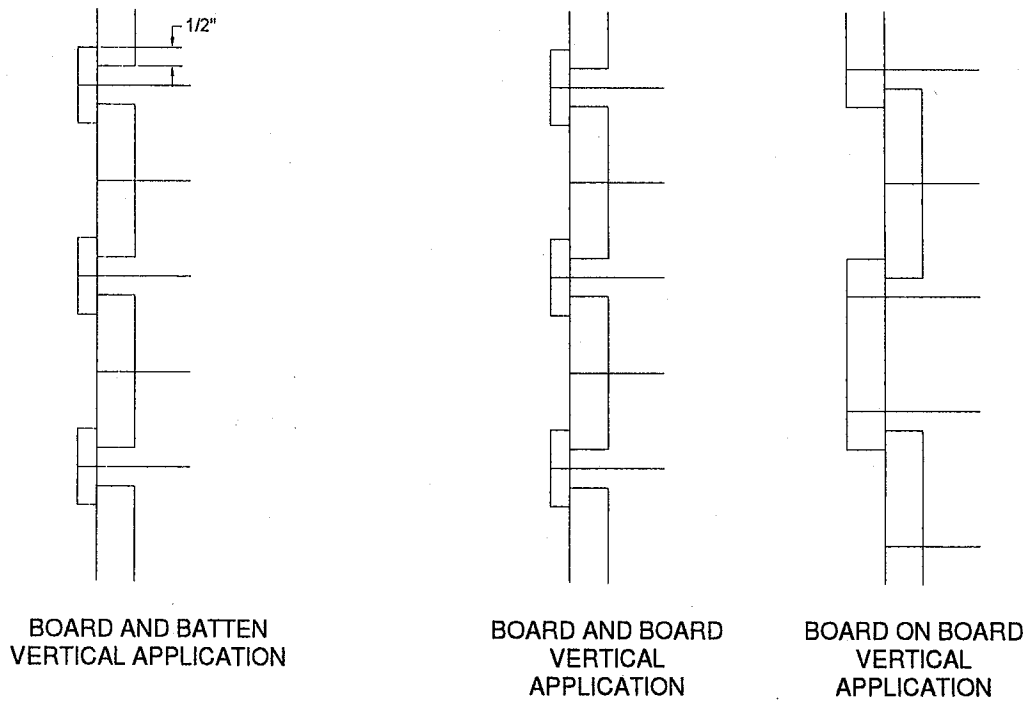 1/2"
BOARD AND BATTEN
VERTICAL APPLICATION
BOARD AND BOARD
VERTICAL
APPLICATION
BOARD ON BOARD
VERTICAL
APPLICATION